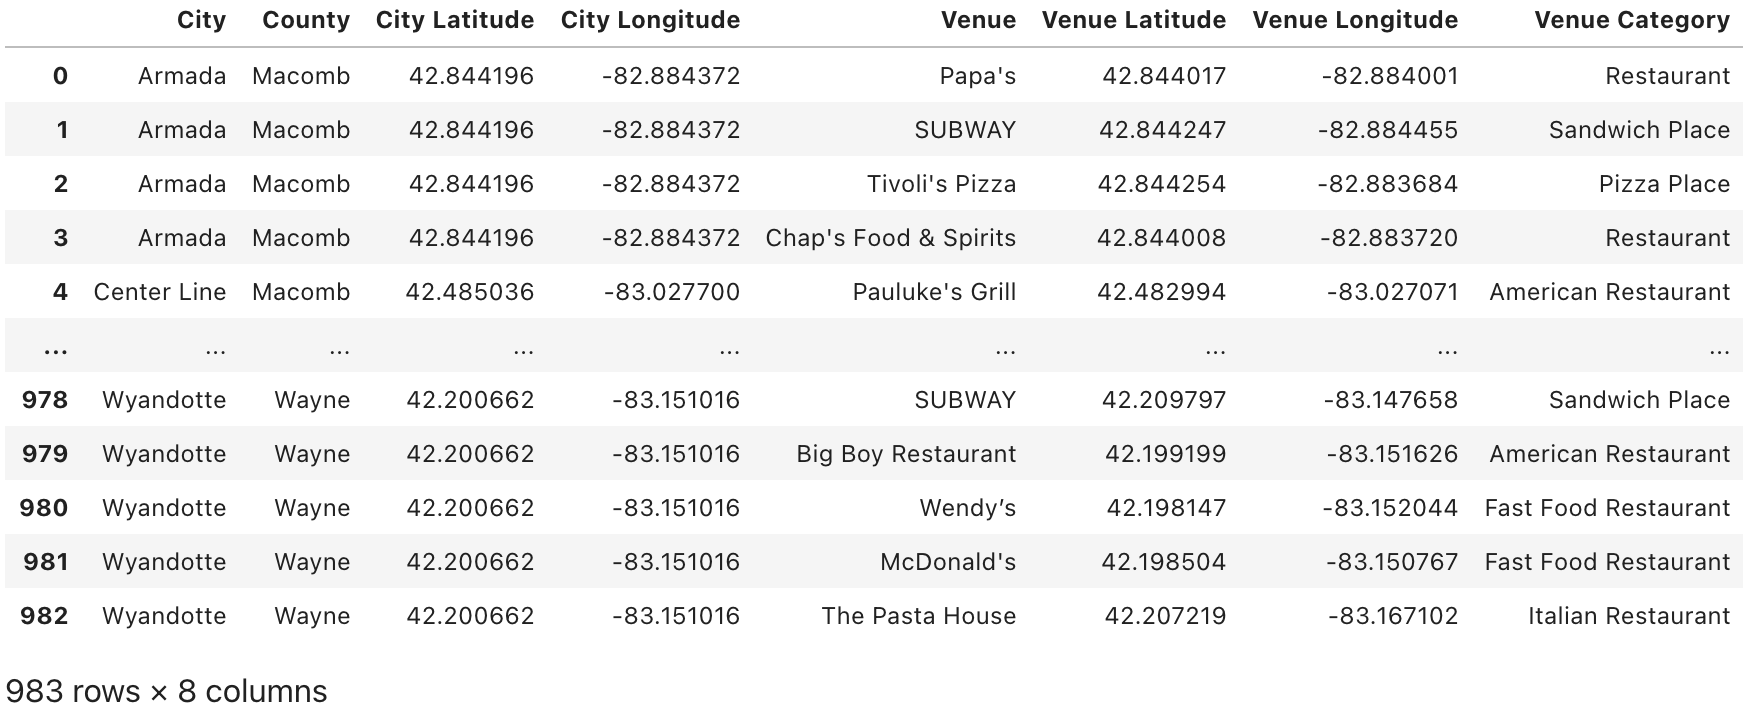 City County City Latitude City Longitude Venue Venue Latitude Venue Longitude Venue Category
0 Armada Macomb 42.844196 -82.884372 Papa's 42.844017 -82.884001 Restaurant
1 Armada Macomb 42.844196 -82.884372 SUBWAY 42.844247 -82.884455 Sandwich Place
2 Armada Macomb 42.844196 -82.884372 Tivoli's Pizza 42.844254 -82.883684 Pizza Place
3 Armada Macomb 42.844196 -82.884372 Chap's Food & Spirits 42.844008 -82.883720 Restaurant
4 Center Line Macomb 42.485036 -83.027700 Pauluke's Grill 42.482994 -83.027071 American Restaurant
... ... ... ... ... ... ... ... ...
978 Wyandotte Wayne 42.200662 -83.151016 SUBWAY 42.209797 -83.147658 Sandwich Place
979 Wyandotte Wayne 42.200662 -83.151016 Big Boy Restaurant 42.199199 -83.151626 American Restaurant
980 Wyandotte Wayne 42.200662 -83.151016 Wendy’s 42.198147 -83.152044 Fast Food Restaurant
981 Wyandotte Wayne 42.200662 -83.151016 McDonald's 42.198504 -83.150767 Fast Food Restaurant
982 Wyandotte Wayne 42.200662 -83.151016 The Pasta House 42.207219 -83.167102 Italian Restaurant
983 rows × 8 columns